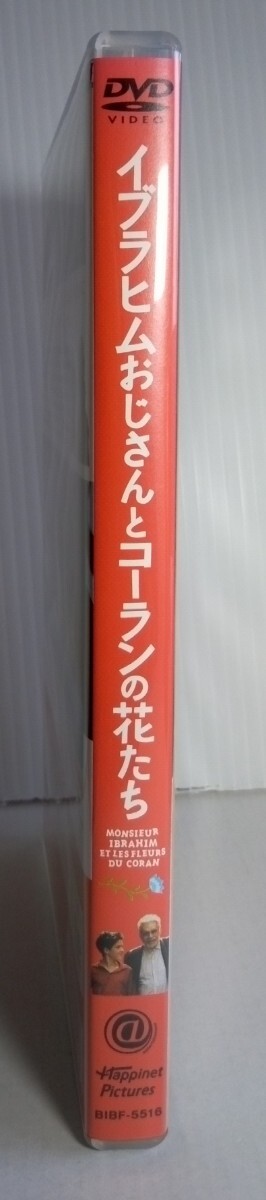 DVD
VIDEO
イブラヒムおじさんとコーランの花たち
MONSIEUR
IBRAHIM
ET LES FLEURS
DU CORAN
@
Happinet
Pictures
BIBF-5516